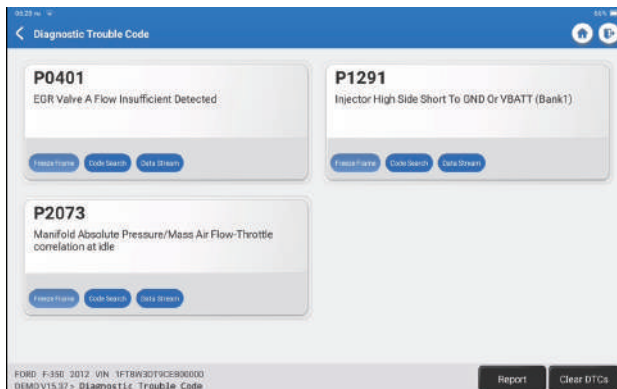 Diagnostic Trouble Code
P0401
EGR Valve A Flow Insufficient Detected
Freeze Frame
Code Search
Data Stream
P1291
Injector High Side Short To GND Or VBATT (Bank1)
Freeze Frame
Code Search
Data Stream
P2073
Manifold Absolute Pressure/Mass Air Flow-Throttle
correlation at idle
Freeze Frame
Code Search
Data Stream
FORD F-350 2012 VIN 1FT8W3DT9CEB00000
DEMO V15.37 > Diagnostic Trouble Code
Report
Clear DTCs